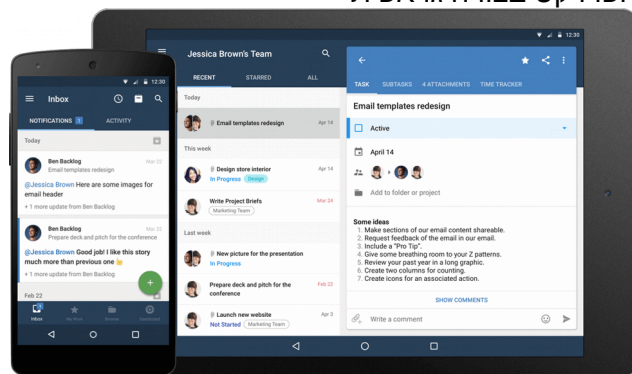 12:30
Inbox
NOTIFICATIONS 1
ACTIVITY
Today
Ben Backlog
Mar 22
Email templates redesign
@Jessica Brown Here are some images for
email header
+ 1 more update from Ben Backlog
Ben Backlog
Mar 22
Prepare deck and pitch for the conference
@Jessica Brown Good job! I like this story
much more than previous one 👍
+ 1 more update from Ben Backlog
Feb 22
Inbox
My Work
Browse
Dashboard
12:30
Jessica Brown's Team
RECENT
STARRED
ALL
Today
Email templates redesign
Apr 14
This week
Design store interior
Apr 14
In Progress Design
Write Project Briefs
Mar 24
Marketing Team
Last week
New picture for the presentation
In Progress
Prepare deck and pitch for the
Feb 22
conference
Launch new website
Apr 3
Not Started Marketing Team
TASK
SUBTASKS
4 ATTACHMENTS
TIME TRACKER
Email templates redesign
Active
April 14
Add to folder or project
Some ideas
1. Make sections of our email content shareable.
2. Request feedback of the email in our email.
3. Include a "Pro Tip".
4. Give some breathing room to your Z patterns.
5. Review your past year in a long graphic.
6. Create two columns for counting.
7. Create icons for an associated action.
SHOW COMMENTS
Write a comment